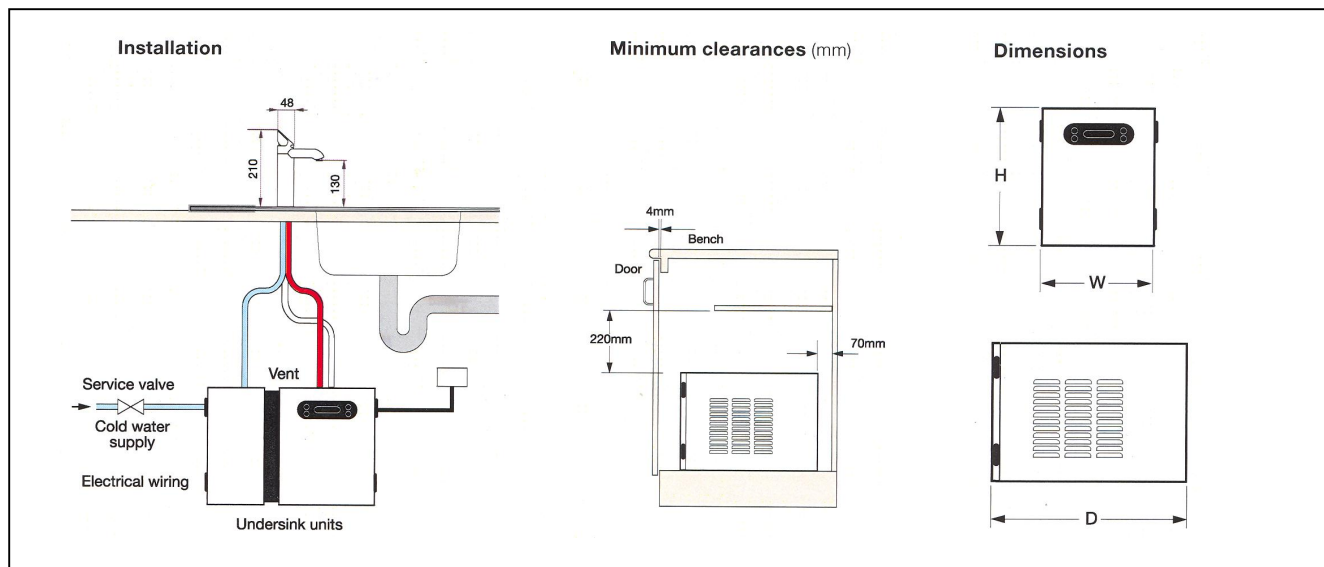 Installation
48
210
130
Vent
Service valve
Cold water
supply
Electrical wiring
Undersink units
Minimum clearances (mm)
4mm
Bench
Door
220mm
70mm
Dimensions
H
W
D